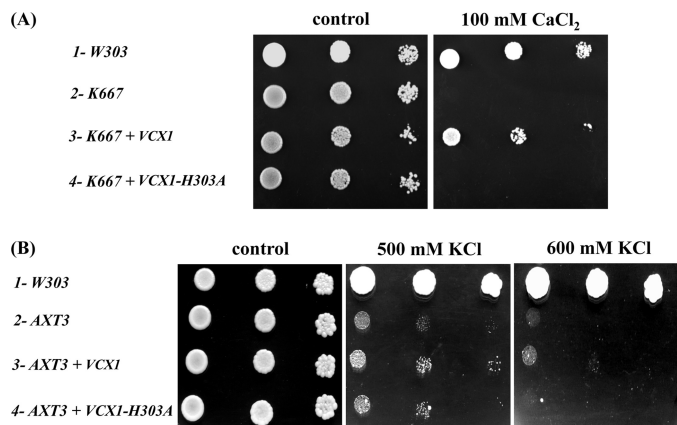 (A)
control 100 mM CaCl₂
1- W303
2- K667
3- K667 + VCX1
4- K667 + VCX1-H303A
(B)
control 500 mM KCl 600 mM KCl
1- W303
2- AXT3
3- AXT3 + VCX1
4- AXT3 + VCX1-H303A